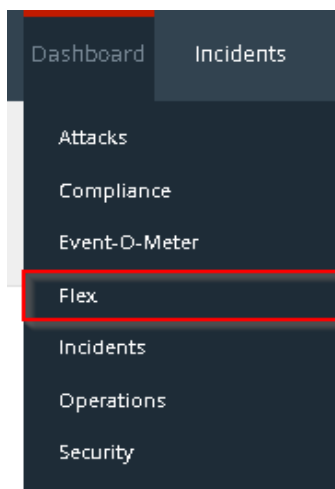 Dashboard Incidents
Attacks
Compliance
Event-O-Meter
Flex
Incidents
Operations
Security